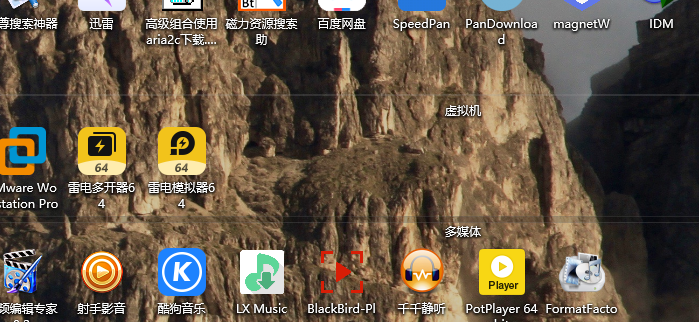 尊搜索神器
迅雷
高级组合使用
aria2c下载....
磁力资源搜索
助
Bt
百度网盘
SpeedPan
PanDownloa
d
magnetW
IDM
虚拟机
Mware Wo
station Pro
64
雷电多开器6
4
64
雷电模拟器6
4
多媒体
频编辑专家
射手影音
K
酷狗音乐
LX Music
BlackBird-Pl
千千静听
Player
PotPlayer 64
FormatFacto